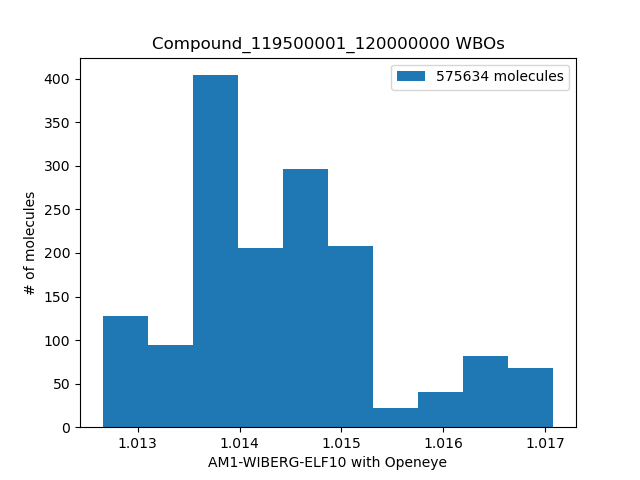 Compound_119500001_120000000 WBOs
575634 molecules
400
350
300
250
200
150
100
50
0
# of molecules
1.013 1.014 1.015 1.016 1.017
AM1-WIBERG-ELF10 with Openeye